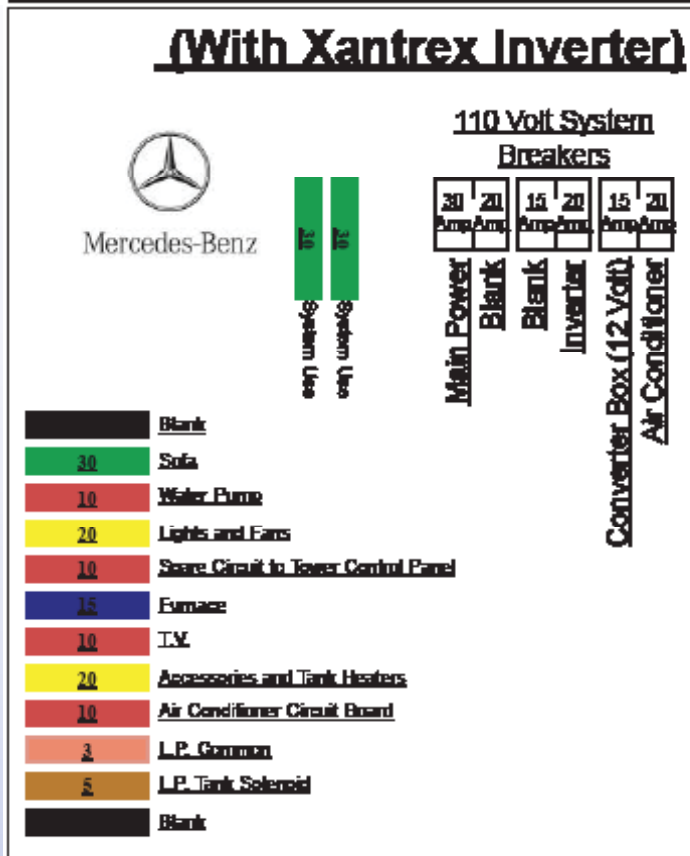 (With Xantrex Inverter)
110 Volt System
Breakers
Mercedes-Benz
30 30
System Use System Use
30 20 15 20 15 20
Amp Amp Amp Amp Amp Amp
Main Power
Blank
Blank
Inverter
Converter Box (12 Volt)
Air Conditioner
Blank
30 Sofa
10 Water Pump
20 Lights and Fans
10 Spare Circuit to Tower Control Panel
15 Furnace
10 T.V.
20 Accessories and Tank Heaters
10 Air Conditioner Circuit Board
3 L.P. Common
5 L.P. Tank Solenoid
Blank